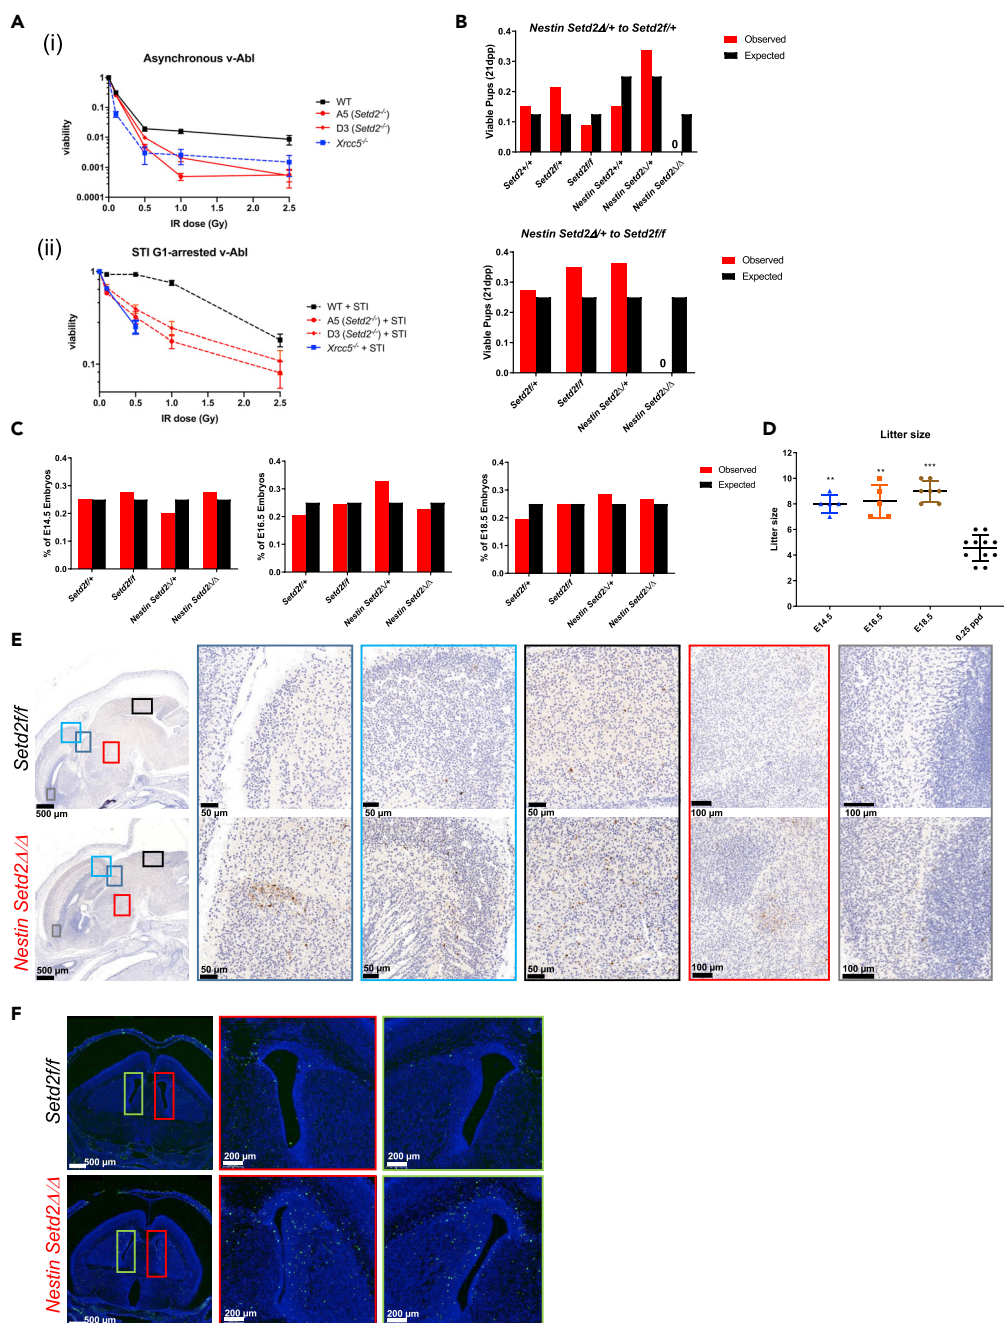 A
(i)
Asynchronous v-Abl
viability
1
0.1
0.01
0.001
0.0001
0.0 0.5 1.0 1.5 2.0 2.5
IR dose (Gy)
WT
A5 (Setd2-/-)
D3 (Setd2-/-)
Xrcc5-/-
(ii)
STI G1-arrested v-Abl
viability
1
0.1
0.0 0.5 1.0 1.5 2.0 2.5
IR dose (Gy)
WT + STI
A5 (Setd2-/-) + STI
D3 (Setd2-/-) + STI
Xrcc5-/- + STI
B
Nestin Setd2Δ/+ to Setd2f/+
Viable Pups (21dpp)
0.4
0.3
0.2
0.1
0.0
0
Setd2+/+
Setd2f/+
Setd2f/f
Nestin Setd2+/+
Nestin Setd2Δ/+
Nestin Setd2Δ/Δ
Observed
Expected
Nestin Setd2Δ/+ to Setd2f/f
Viable Pups (21dpp)
0.4
0.3
0.2
0.1
0.0
0
Setd2f/+
Setd2f/f
Nestin Setd2Δ/+
Nestin Setd2Δ/Δ
Observed
Expected
C
% of E14.5 Embryos
0.4
0.3
0.2
0.1
0.0
Setd2f/+
Setd2f/f
Nestin Setd2Δ/+
Nestin Setd2Δ/Δ
% of E16.5 Embryos
0.4
0.3
0.2
0.1
0.0
Setd2f/+
Setd2f/f
Nestin Setd2Δ/+
Nestin Setd2Δ/Δ
% of E18.5 Embryos
0.4
0.3
0.2
0.1
0.0
Setd2f/+
Setd2f/f
Nestin Setd2Δ/+
Nestin Setd2Δ/Δ
Observed
Expected
D
Litter size
Litter size
12
10
8
6
4
2
0
** ** ***
E14.5
E16.5
E18.5
0.25 ppd
E
Setd2f/f
500 μm
50 μm
50 μm
50 μm
100 μm
100 μm
Nestin Setd2Δ/Δ
500 μm
50 μm
50 μm
50 μm
100 μm
100 μm
F
Setd2f/f
500 μm
200 μm
200 μm
Nestin Setd2Δ/Δ
500 μm
200 μm
200 μm